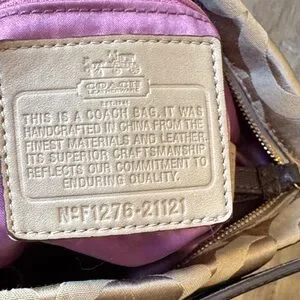 COACH
THIS IS A COACH BAG. IT WAS
HANDCRAFTED IN CHINA FROM THE
FINEST MATERIALS AND LEATHER.
ITS SUPERIOR CRAFTSMANSHIP
REFLECTS OUR COMMITMENT TO
ENDURING QUALITY.
Nº F1276-21121